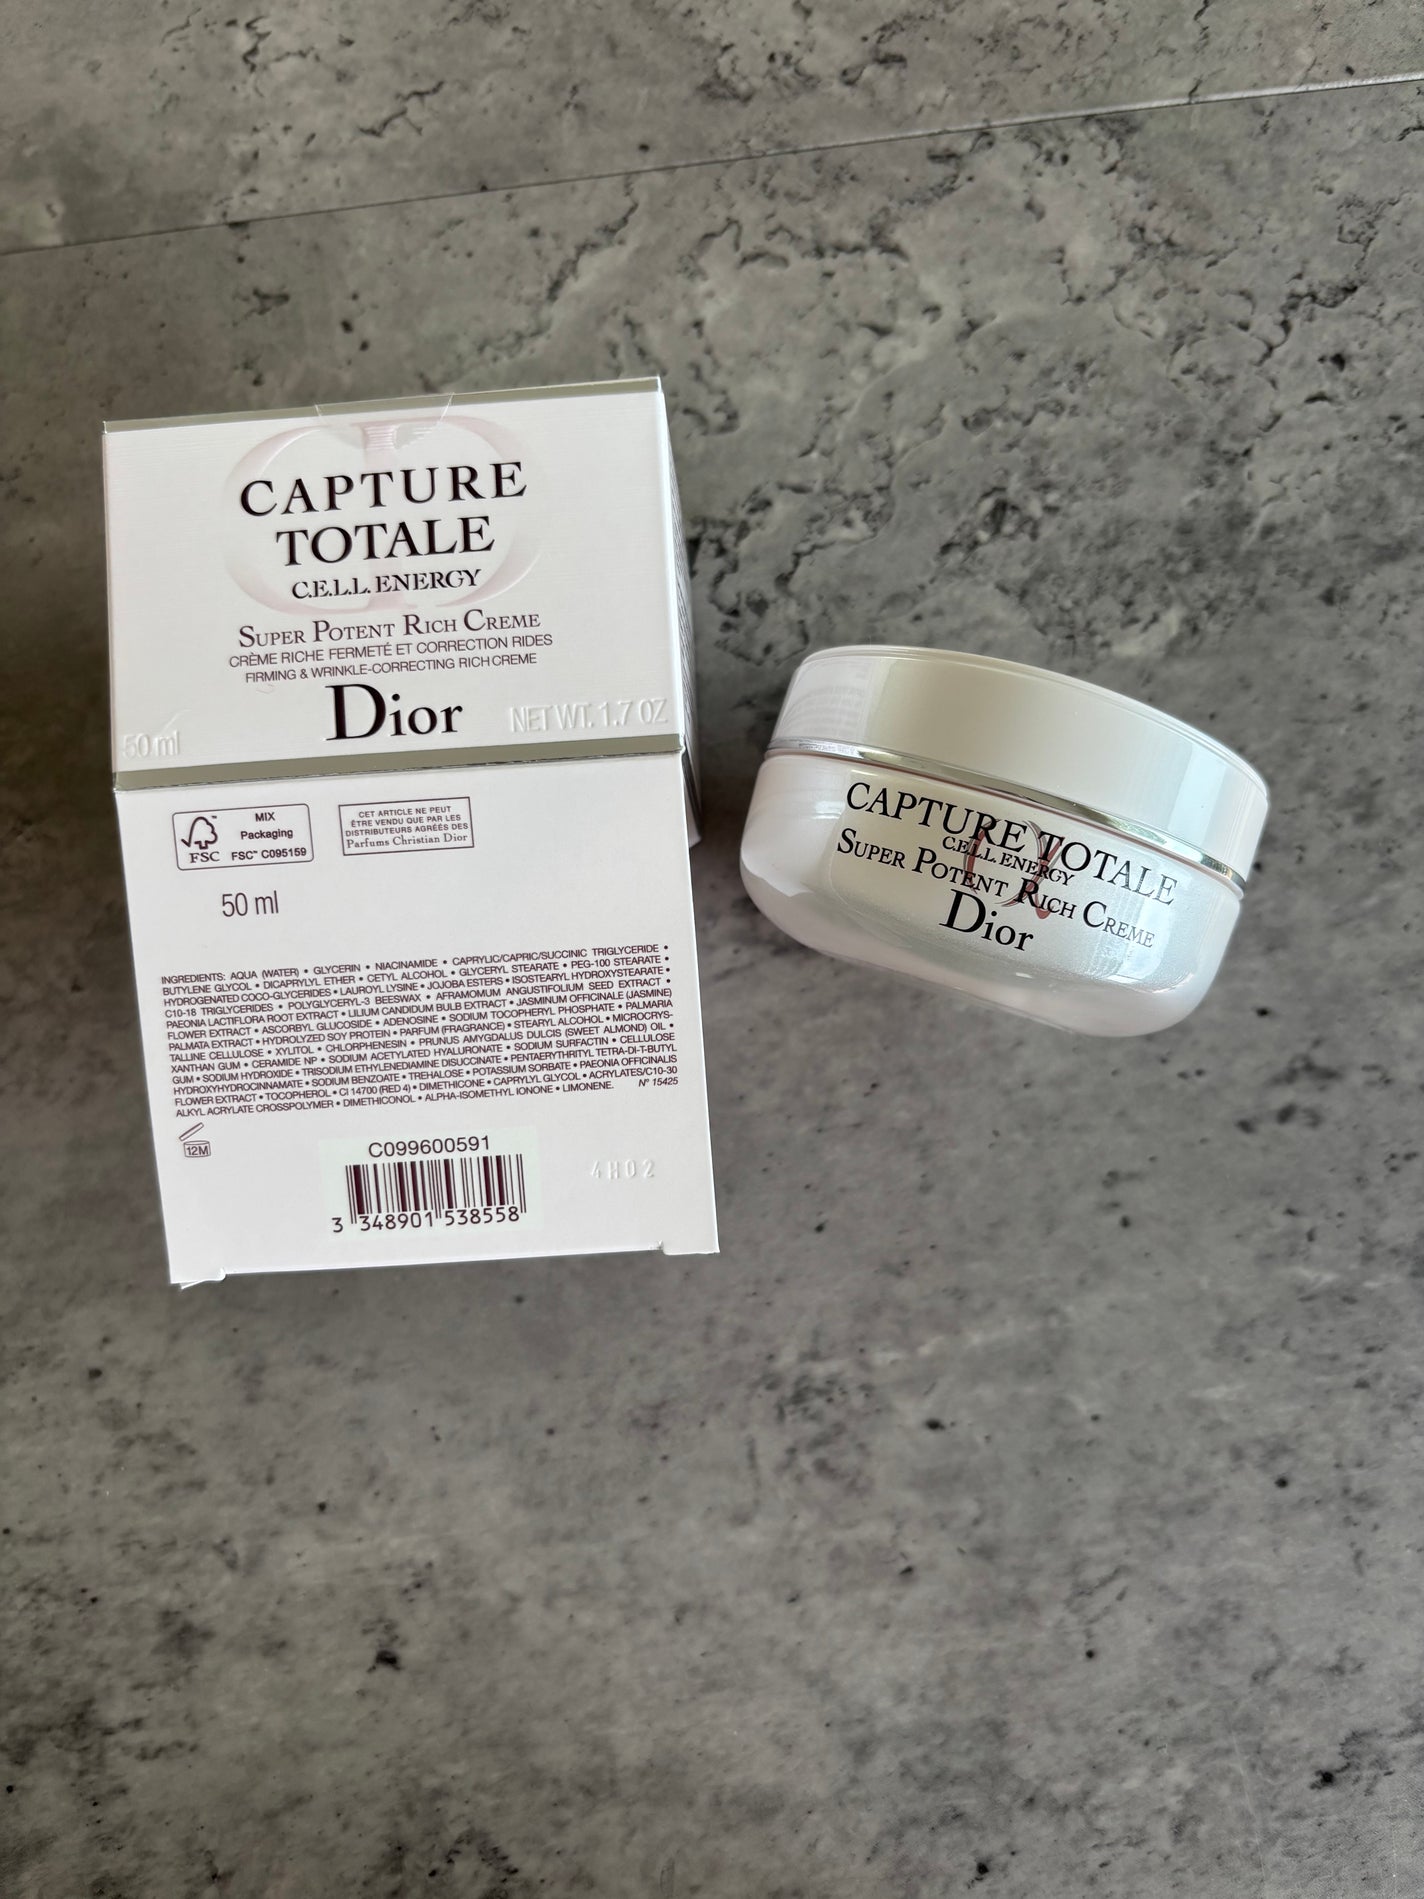 CAPTURE
TOTALE
C.E.L.L. ENERGY
SUPER POTENT RICH CREME
CRÈME RICHE FERMETÉ ET CORRECTION RIDES
FIRMING & WRINKLE-CORRECTING RICH CREME
Dior
50 ml
NET WT. 1.7 OZ
FSC™
FSC
MIX
Packaging
FSC™ C095159
CET ARTICLE NE PEUT
ÊTRE VENDU QUE PAR LES
DISTRIBUTEURS AGRÉÉS DES
Parfums Christian Dior
50 ml
INGREDIENTS: AQUA (WATER) • GLYCERIN • NIACINAMIDE • CAPRYLIC/CAPRIC/SUCCINIC TRIGLYCERIDE •
BUTYLENE GLYCOL • DICAPRYLYL ETHER • CETYL ALCOHOL • GLYCERYL STEARATE • PEG-100 STEARATE •
HYDROGENATED COCO-GLYCERIDES • LAUROYL LYSINE • JOJOBA ESTERS • ISOSTEARYL HYDROXYSTEARATE •
C10-18 TRIGLYCERIDES • POLYGLYCERYL-3 BEESWAX • AFRAMOMUM ANGUSTIFOLIUM SEED EXTRACT •
PAEONIA LACTIFLORA ROOT EXTRACT • LILIUM CANDIDUM BULB EXTRACT • JASMINUM OFFICINALE (JASMINE)
FLOWER EXTRACT • ASCORBYL GLUCOSIDE • ADENOSINE • SODIUM TOCOPHERYL PHOSPHATE • PALMARIA
PALMATA EXTRACT • HYDROLYZED SOY PROTEIN • PARFUM (FRAGRANCE) • STEARYL ALCOHOL • MICROCRYS-
TALLINE CELLULOSE • XYLITOL • CHLORPHENESIN • PRUNUS AMYGDALUS DULCIS (SWEET ALMOND) OIL •
XANTHAN GUM • CERAMIDE NP • SODIUM ACETYLATED HYALURONATE • SODIUM SURFACTIN • CELLULOSE
GUM • SODIUM HYDROXIDE • TRISODIUM ETHYLENEDIAMINE DISUCCINATE • PENTAERYTHRITYL TETRA-DI-T-BUTYL
HYDROXYHYDROCINNAMATE • SODIUM BENZOATE • TREHALOSE • POTASSIUM SORBATE • PAEONIA OFFICINALIS
FLOWER EXTRACT • TOCOPHEROL • CI 14700 (RED 4) • DIMETHICONE • CAPRYLYL GLYCOL • ACRYLATES/C10-30
ALKYL ACRYLATE CROSSPOLYMER • DIMETHICONOL • ALPHA-ISOMETHYL IONONE • LIMONENE. N° 15425
12M
C099600591
3 348901 538558
4H02
CAPTURE TOTALE
C.E.L.L. ENERGY
SUPER POTENT RICH CREME
Dior